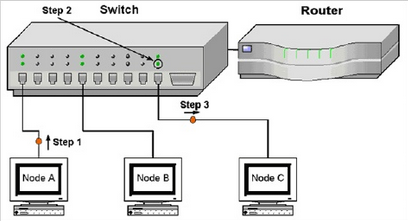 Step 2
Switch
Router
Step 3
Step 1
Node A
Node B
Node C